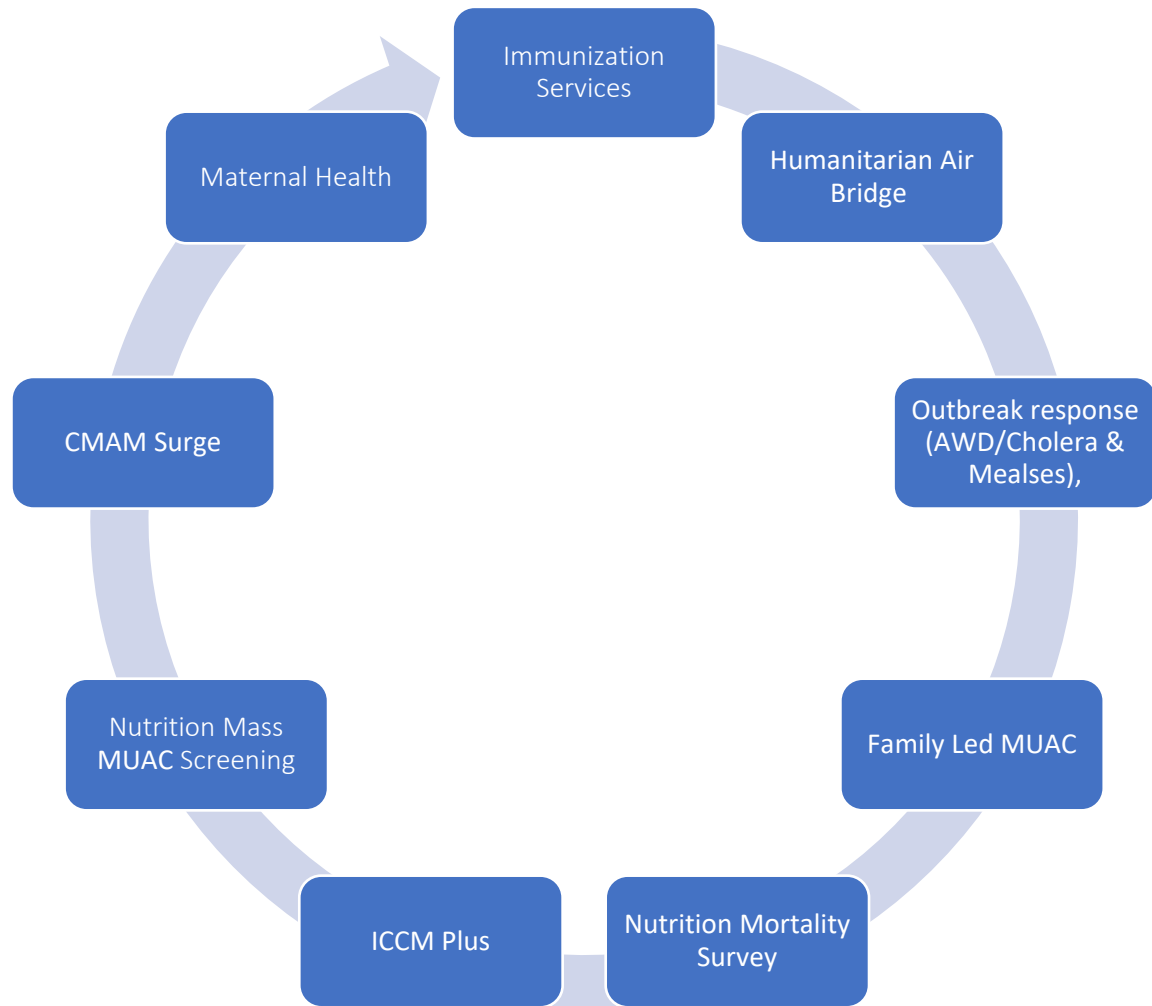 Immunization
Services
Humanitarian Air
Bridge
Outbreak response
(AWD/Cholera &
Mealses),
Family Led MUAC
Nutrition Mortality
Survey
ICCM Plus
Nutrition Mass
MUAC Screening
CMAM Surge
Maternal Health